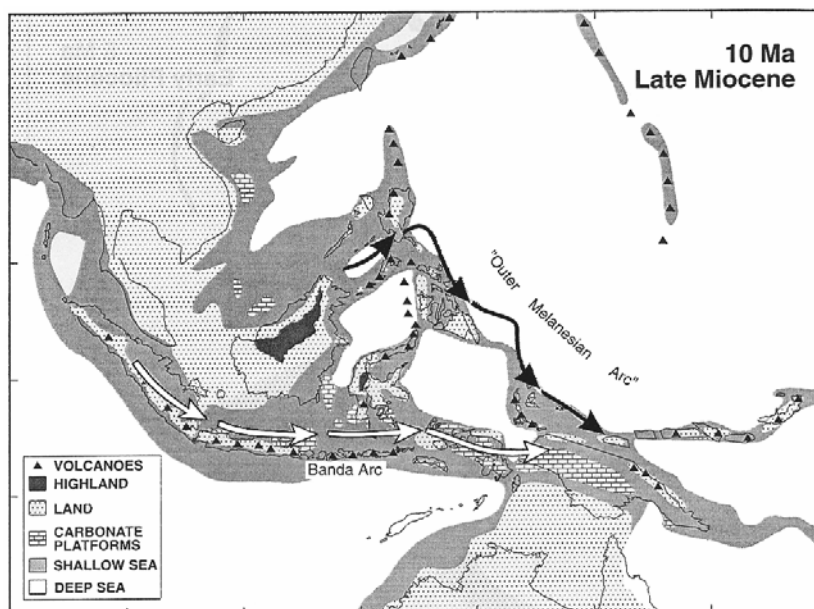 10 Ma
Late Miocene
"Outer Melanesian Arc"
Banda Arc
VOLCANOES
HIGHLAND
LAND
CARBONATE
PLATFORMS
SHALLOW SEA
DEEP SEA